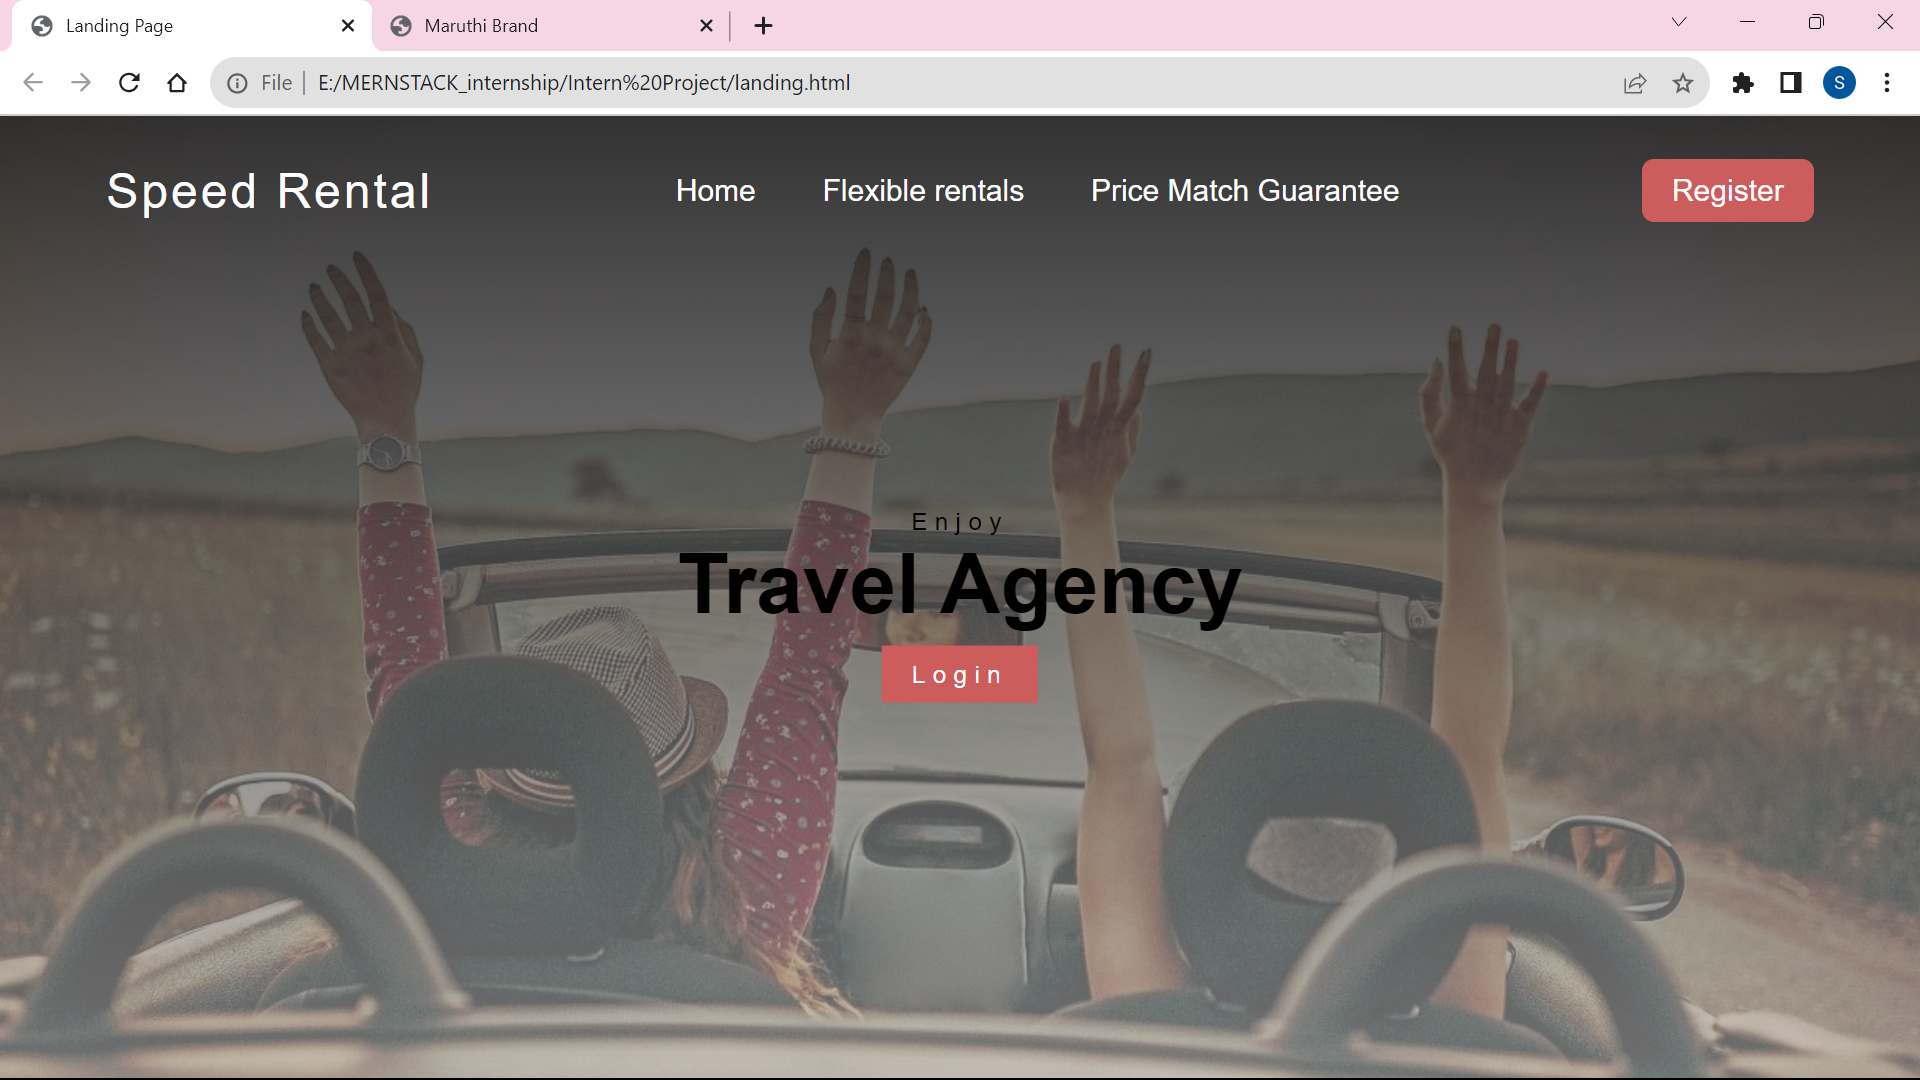 Landing Page
Maruthi Brand
File
E:/MERNSTACK_internship/Intern%20Project/landing.html
S
Speed Rental
Home
Flexible rentals
Price Match Guarantee
Register
Enjoy
Travel Agency
Login